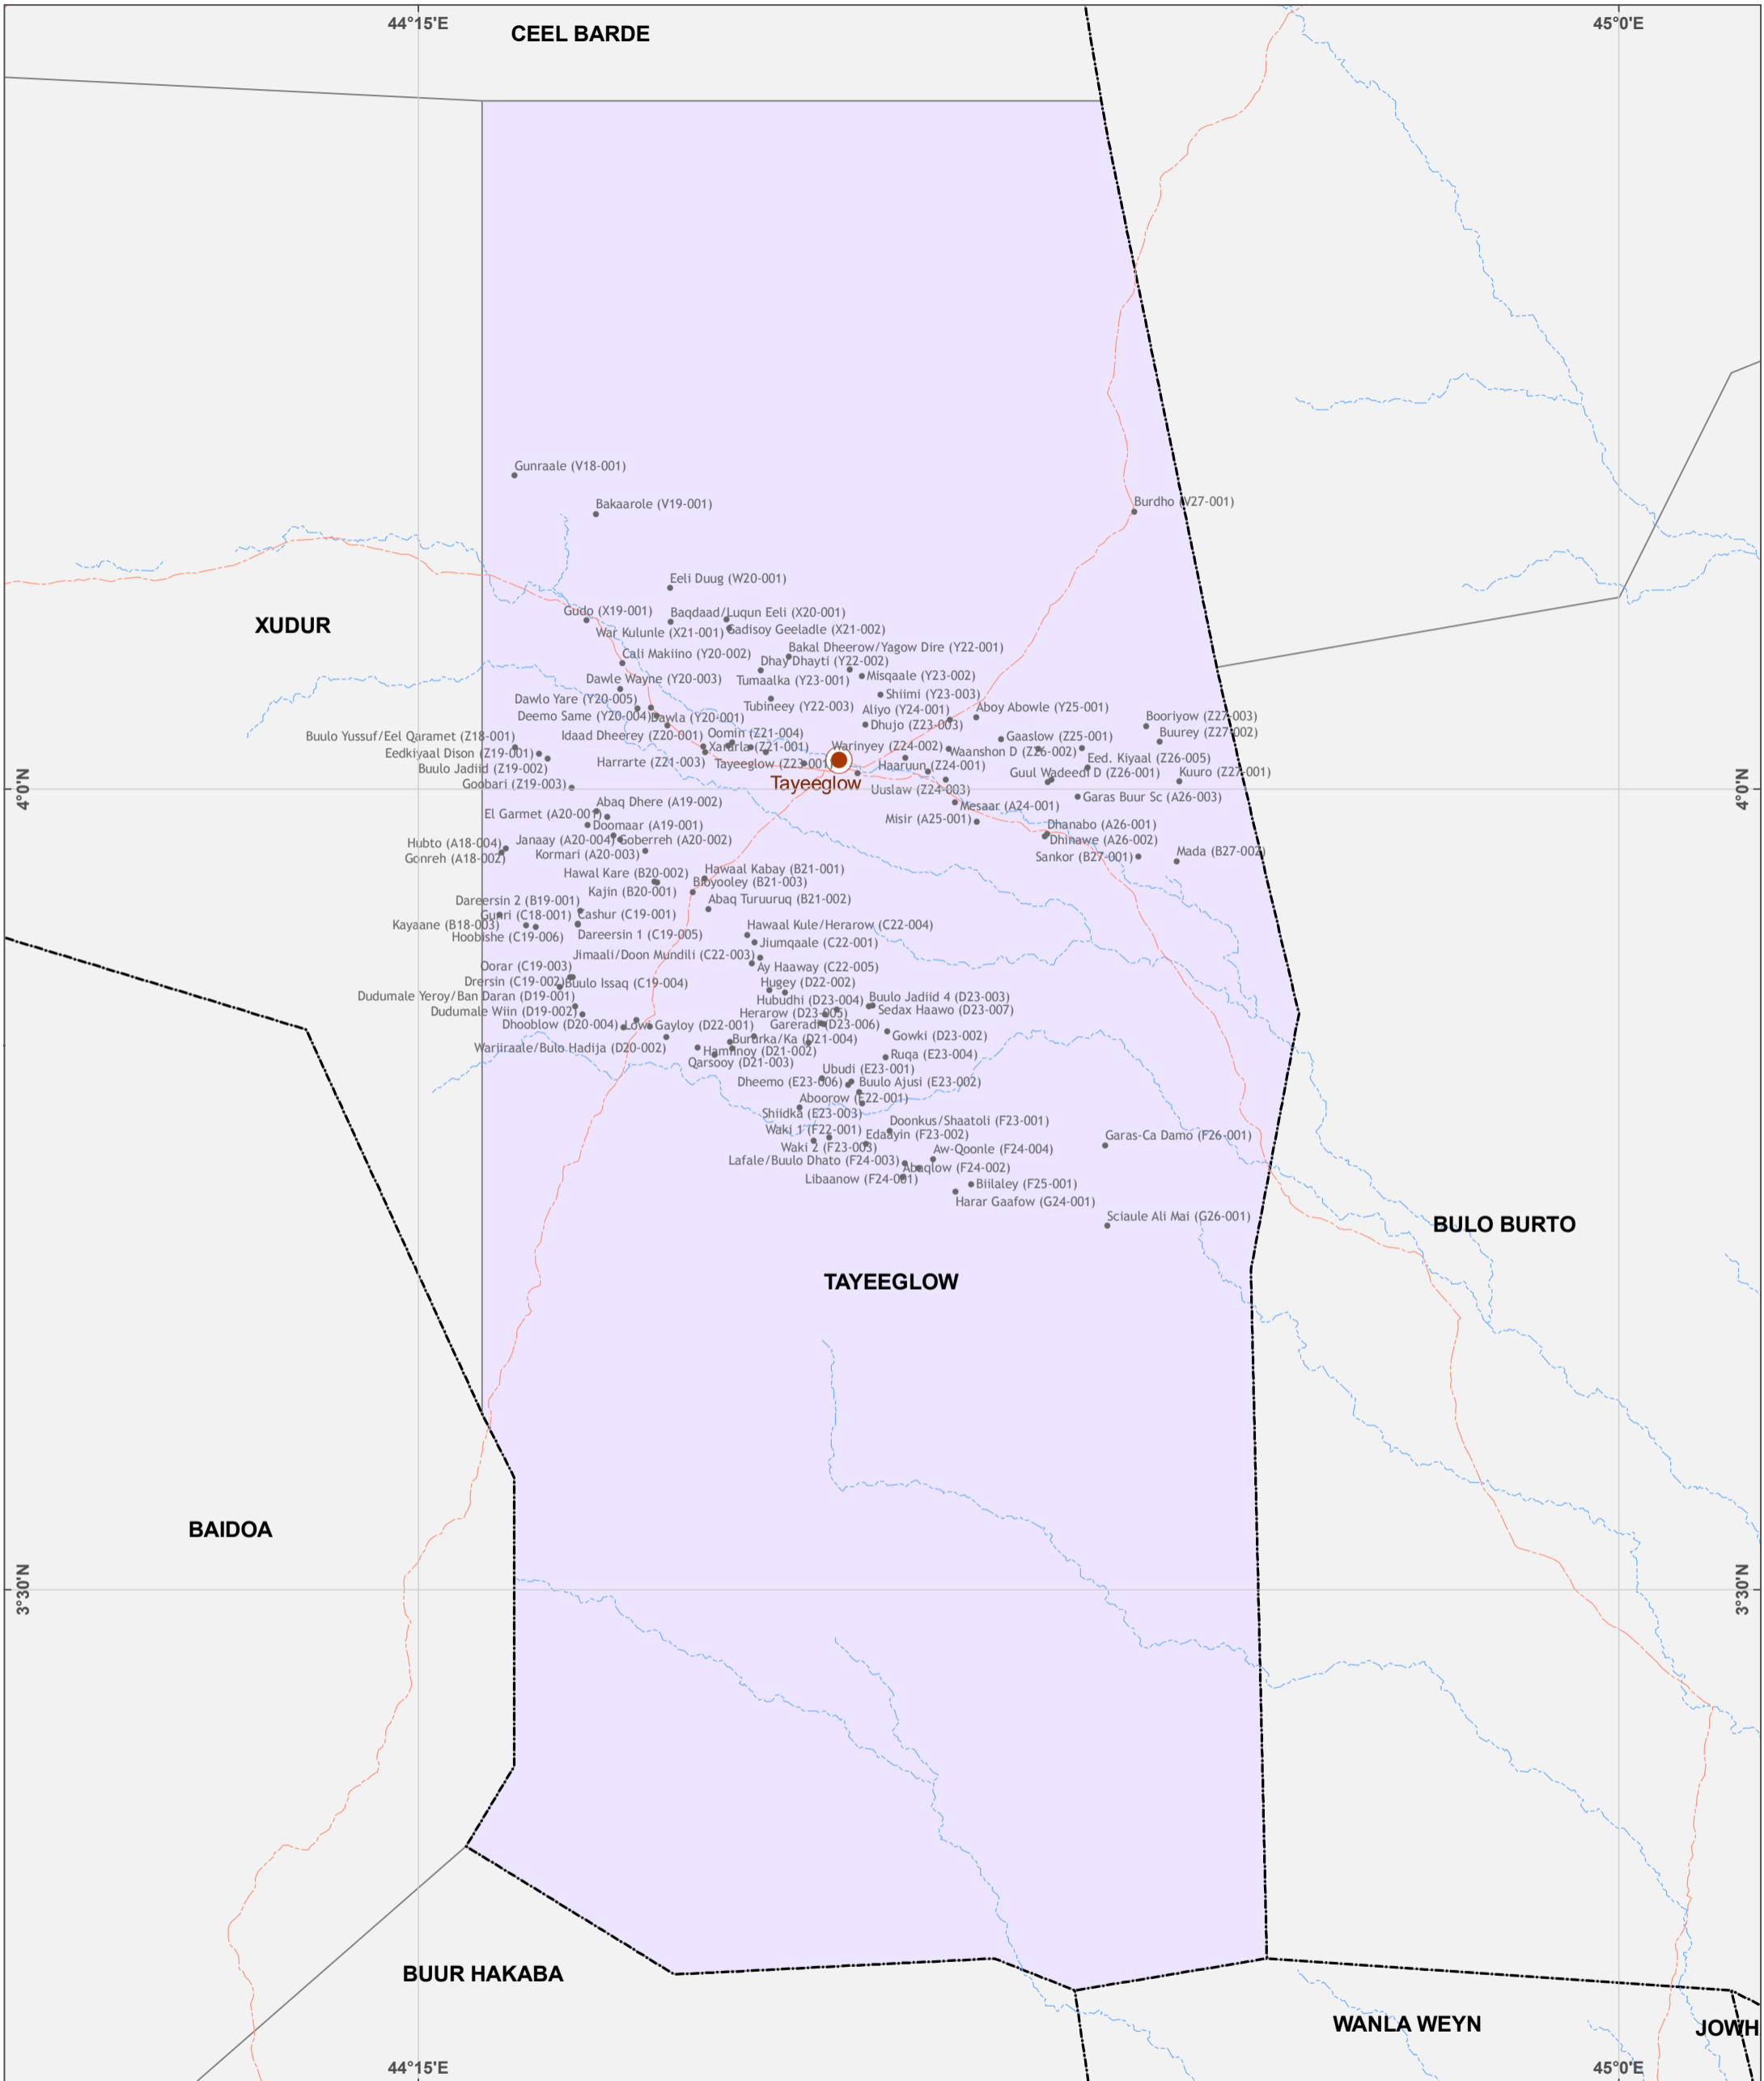 44°15'E
45°0'E
CEEL BARDE
Gunraale (V18-001)
Bakaarole (V19-001)
Burdho (V27-001)
Eeli Duug (W20-001)
XUDUR
Gudo (X19-001)
Baqdaad/Luqun Eeli (X20-001)
War Kulunle (X21-001)
Gadisoy Geeladle (X21-002)
Bakal Dheerow/Yagow Dire (Y22-001)
Cali Makiino (Y20-002)
Dhay Dhayti (Y22-002)
Dawle Wayne (Y20-003)
Tumaalka (Y23-001)
Misqaale (Y23-002)
Dawlo Yare (Y20-005)
Shiimi (Y23-003)
Tubineey (Y22-003)
Aliyo (Y24-001)
Aboy Abowle (Y25-001)
Deemo Same (Y20-004)
Dawla (Y20-001)
Dhujo (Z23-003)
Booriyow (Z27-003)
Buulo Yussuf/Eel Qaramet (Z18-001)
Idaad Dheerey (Z20-001)
Oomin (Z21-004)
Gaaslow (Z25-001)
Buurey (Z27-002)
Eedkiyaal Dison (Z19-001)
Xararla (Z21-001)
Warinyey (Z24-002)
Waanshon D (Z26-002)
Eed. Kiyaal (Z26-005)
Buulo Jadiid (Z19-002)
Harrarte (Z21-003)
Tayeeglow (Z23-001)
Haaruun (Z24-001)
Guul Wadeedi D (Z26-001)
Kuuro (Z27-001)
Goobari (Z19-003)
Tayeeglow
Uuslaw (Z24-003)
4°0'N
4°0'N
Garas Buur Sc (A26-003)
Abaq Dhere (A19-002)
Mesaar (A24-001)
El Garmet (A20-001)
Doomaar (A19-001)
Misir (A25-001)
Dhanabo (A26-001)
Hubto (A18-004)
Janaay (A20-004)
Goberreh (A20-002)
Dhinawe (A26-002)
Gonreh (A18-002)
Kormari (A20-003)
Sankor (B27-001)
Mada (B27-002)
Hawal Kare (B20-002)
Hawaal Kabay (B21-001)
Kajin (B20-001)
Bioyooley (B21-003)
Dareersin 2 (B19-001)
Abaq Turuuruq (B21-002)
Gunri (C18-001)
Cashur (C19-001)
Kayaane (B18-003)
Hawaal Kule/Herarow (C22-004)
Hoobishe (C19-006)
Dareersin 1 (C19-005)
Jiumqaale (C22-001)
Jimaali/Doon Mundili (C22-003)
Oorar (C19-003)
Ay Haaway (C22-005)
Drersin (C19-002)
Buulo Issaq (C19-004)
Hugey (D22-002)
Dudumale Yeroy/Ban Daran (D19-001)
Hubudhi (D23-004)
Buulo Jadiid 4 (D23-003)
Dudumale Wiin (D19-002)
Herarow (D23-005)
Sedax Haawo (D23-007)
Dhooblow (D20-004)
Low
Gayloy (D22-001)
Gareradi (D23-006)
Gowki (D23-002)
Wariiraale/Bulo Hadija (D20-002)
Bururka/Ka (D21-004)
Haminoy (D21-002)
Ruqa (E23-004)
Qarsooy (D21-003)
Ubudi (E23-001)
Dheemo (E23-006)
Buulo Ajusi (E23-002)
Aboorow (E22-001)
Shiidka (E23-003)
Doonkus/Shaatoli (F23-001)
Waki 1 (F22-001)
Edaayin (F23-002)
Garas-Ca Damo (F26-001)
Waki 2 (F23-003)
Aw-Qoonle (F24-004)
Lafale/Buulo Dhato (F24-003)
Abaqlow (F24-002)
Libaanow (F24-001)
Biilaley (F25-001)
Harar Gaafow (G24-001)
Sciaule Ali Mai (G26-001)
BULO BURTO
TAYEEGLOW
BAIDOA
3°30'N
3°30'N
BUUR HAKABA
WANLA WEYN
JOWH
44°15'E
45°0'E